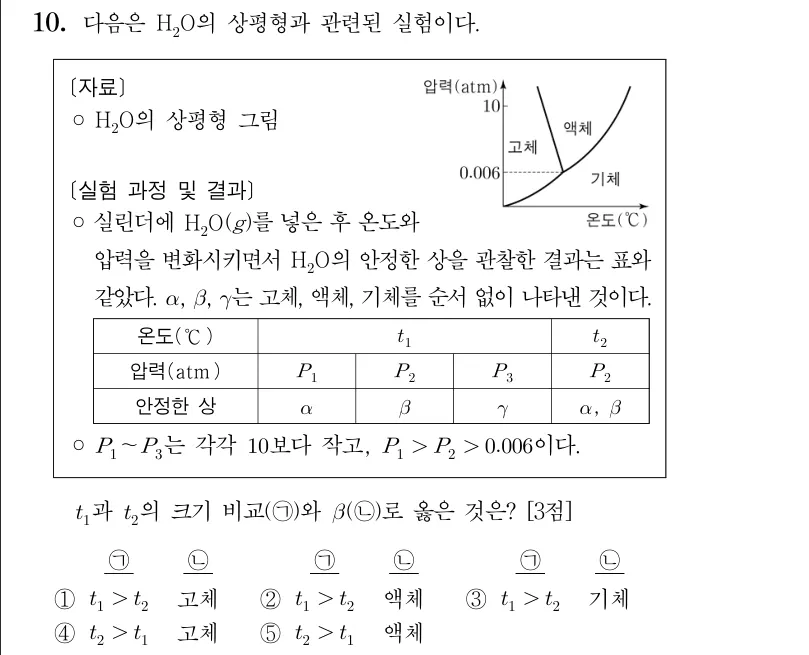 10. 다음은 H₂O의 상평형과 관련된 실험이다.
[자료]
○ H₂O의 상평형 그림
압력(atm)
10
0.006
고체
액체
기체
온도(℃)
[실험 과정 및 결과]
○ 실린더에 H₂O(g)를 넣은 후 온도와
압력을 변화시키면서 H₂O의 안정한 상을 관찰한 결과는 표와
같았다. α, β, γ는 고체, 액체, 기체를 순서 없이 나타낸 것이다.
온도(℃) t₁ t₂
압력(atm) P₁ P₂ P₃ P₂
안정한 상 α β γ α, β
○ P₁~P₃는 각각 10보다 작고, P₁ > P₂ > 0.006이다.
t₁과 t₂의 크기 비교(㉠)와 β(㉡)로 옳은 것은? [3점]
㉠ ㉡ ㉠ ㉡ ㉠ ㉡
① t₁ > t₂ 고체 ② t₁ > t₂ 액체 ③ t₁ > t₂ 기체
④ t₂ > t₁ 고체 ⑤ t₂ > t₁ 액체